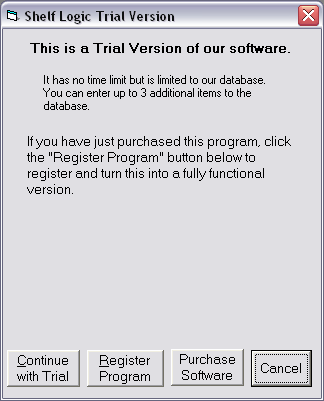 Shelf Logic Trial Version
This is a Trial Version of our software.
It has no time limit but is limited to our database.
You can enter up to 3 additional items to the
database.
If you have just purchased this program, click
the "Register Program" button below to
register and turn this into a fully functional
version.
Continue
with Trial
Register
Program
Purchase
Software
Cancel